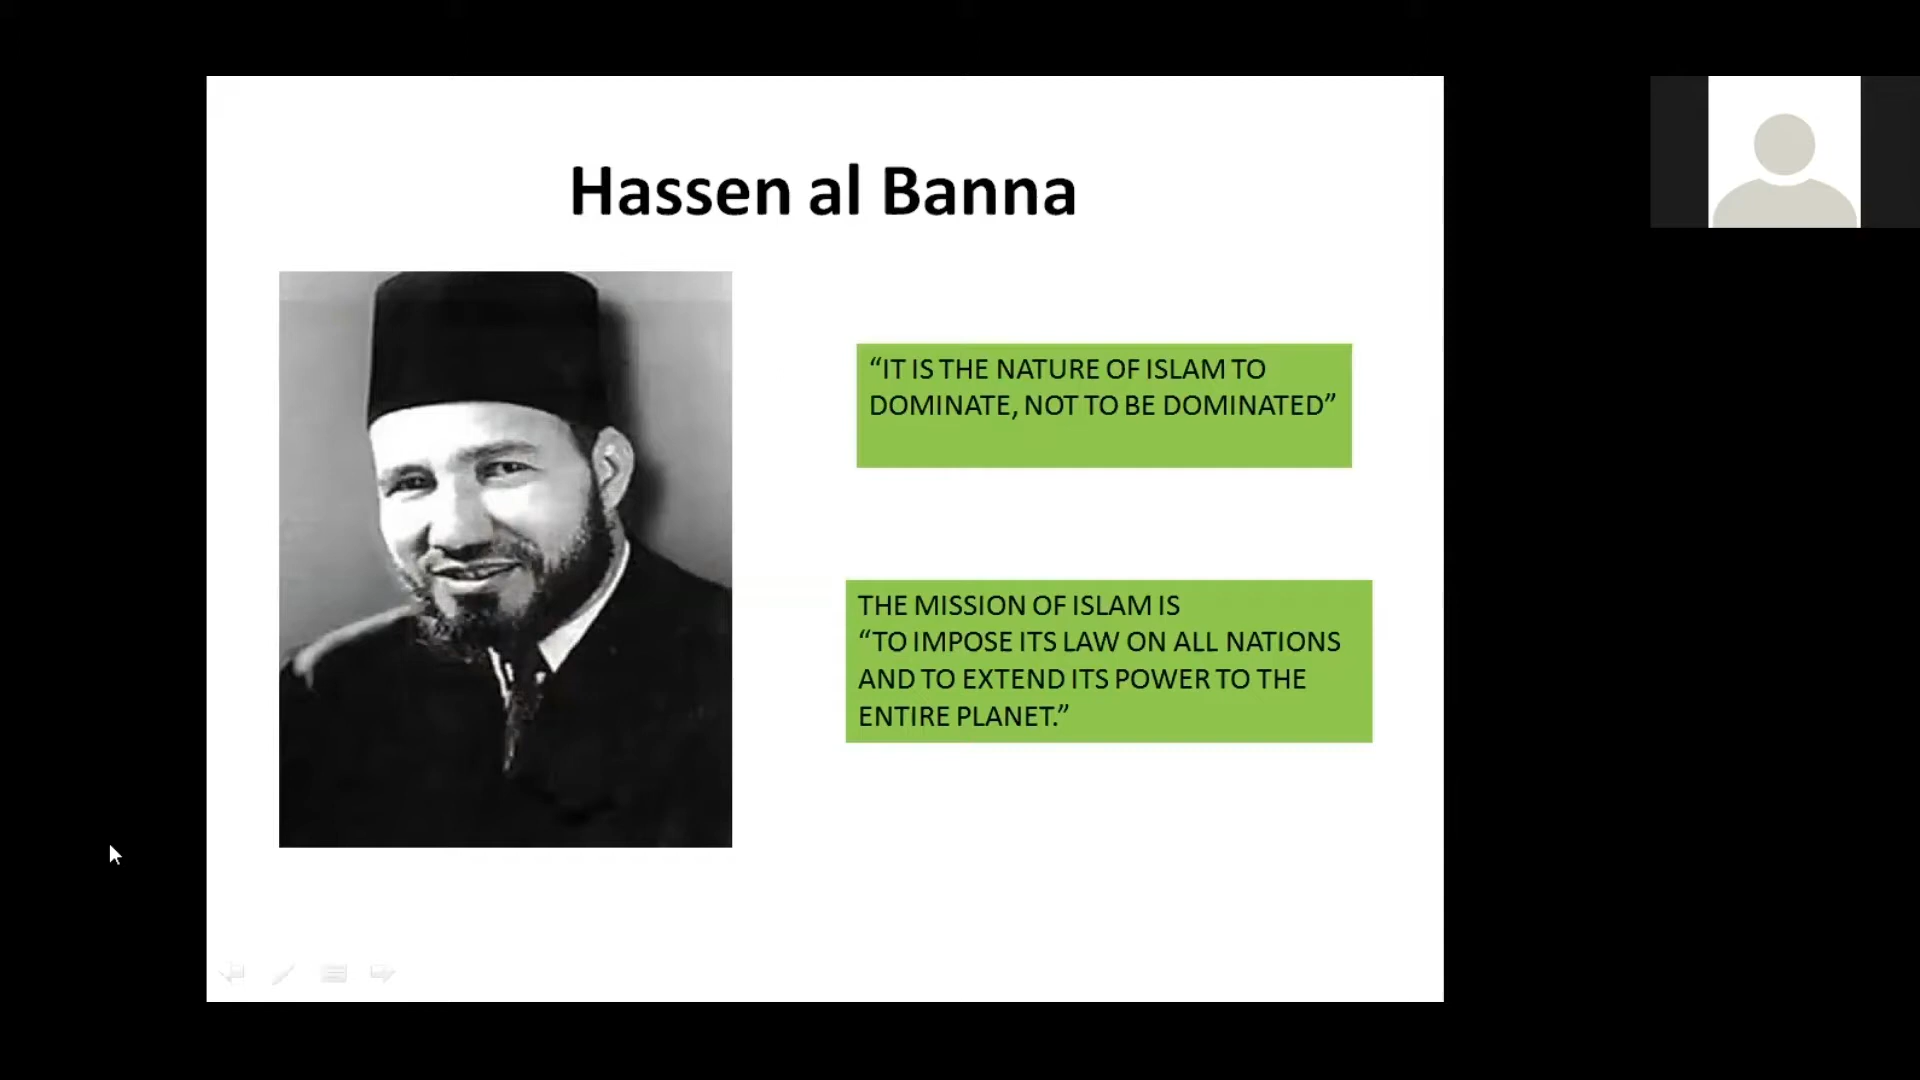 Hassen al Banna
“IT IS THE NATURE OF ISLAM TO
DOMINATE, NOT TO BE DOMINATED”
THE MISSION OF ISLAM IS
“TO IMPOSE ITS LAW ON ALL NATIONS
AND TO EXTEND ITS POWER TO THE
ENTIRE PLANET.”